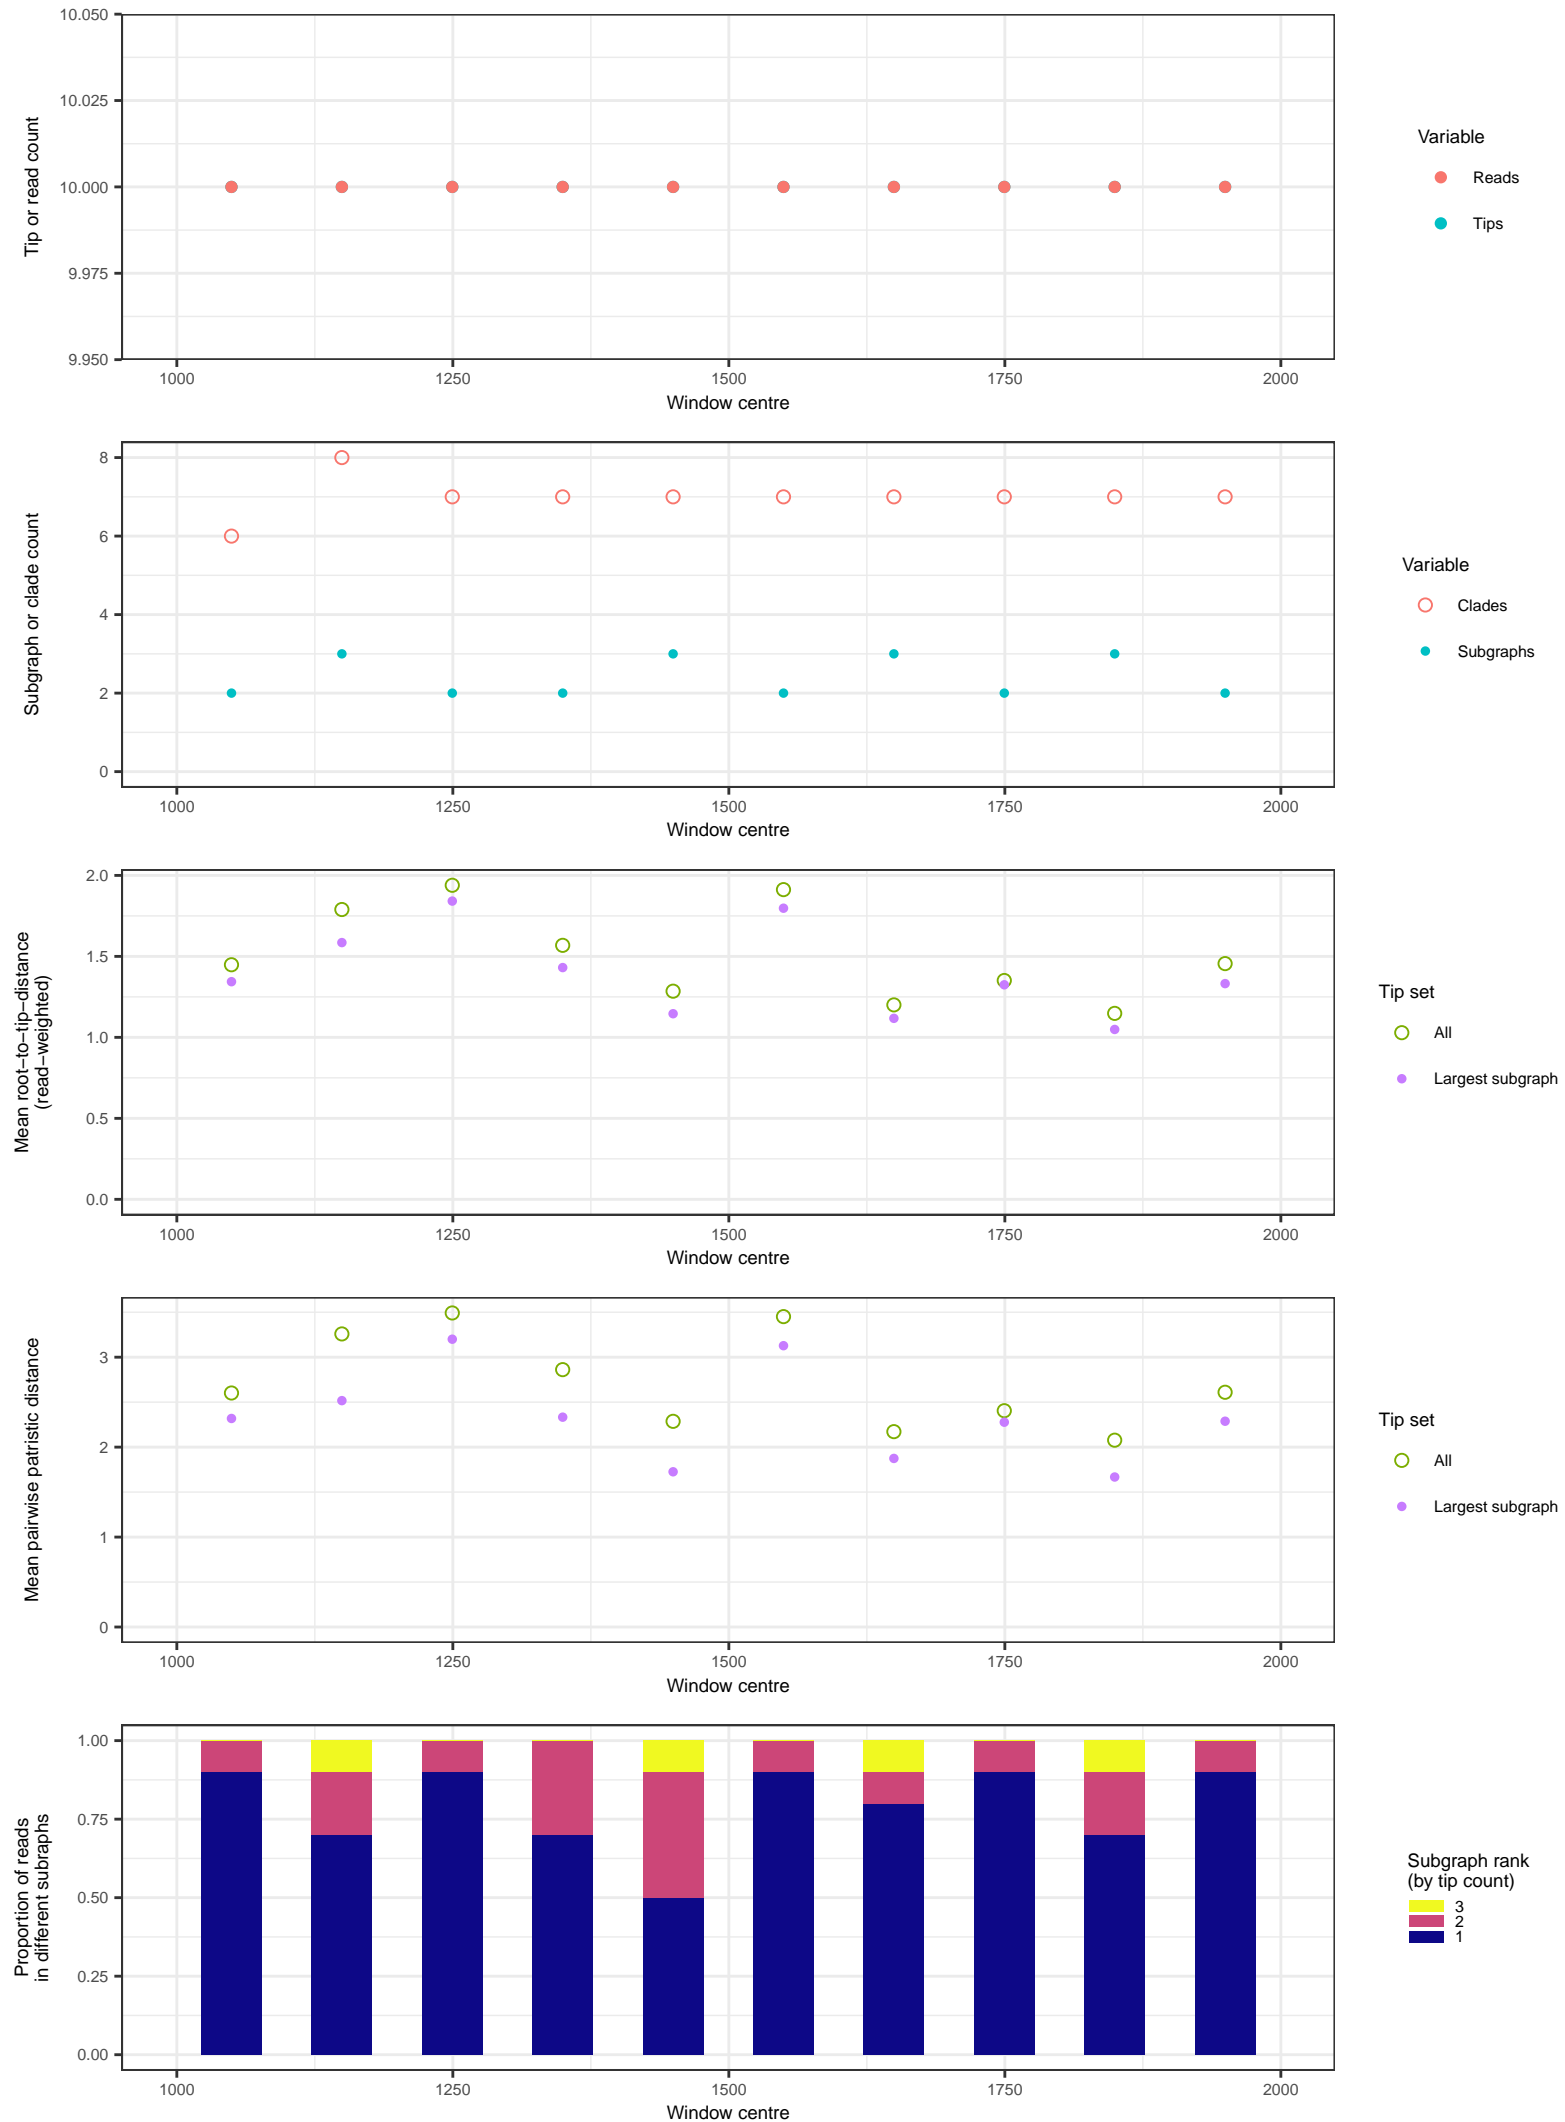 10.050
10.025
10.000
9.975
9.950
Tip or read count
1000 1250 1500 1750 2000
Window centre
Variable
Reads
Tips
8
6
4
2
0
Subgraph or clade count
1000 1250 1500 1750 2000
Window centre
Variable
Clades
Subgraphs
2.0
1.5
1.0
0.5
0.0
Mean root−to−tip−distance
(read−weighted)
1000 1250 1500 1750 2000
Window centre
Tip set
All
Largest subgraph
3
2
1
0
Mean pairwise patristic distance
1000 1250 1500 1750 2000
Window centre
Tip set
All
Largest subgraph
1.00
0.75
0.50
0.25
0.00
Proportion of reads
in different subraphs
1000 1250 1500 1750 2000
Window centre
Subgraph rank
(by tip count)
3
2
1